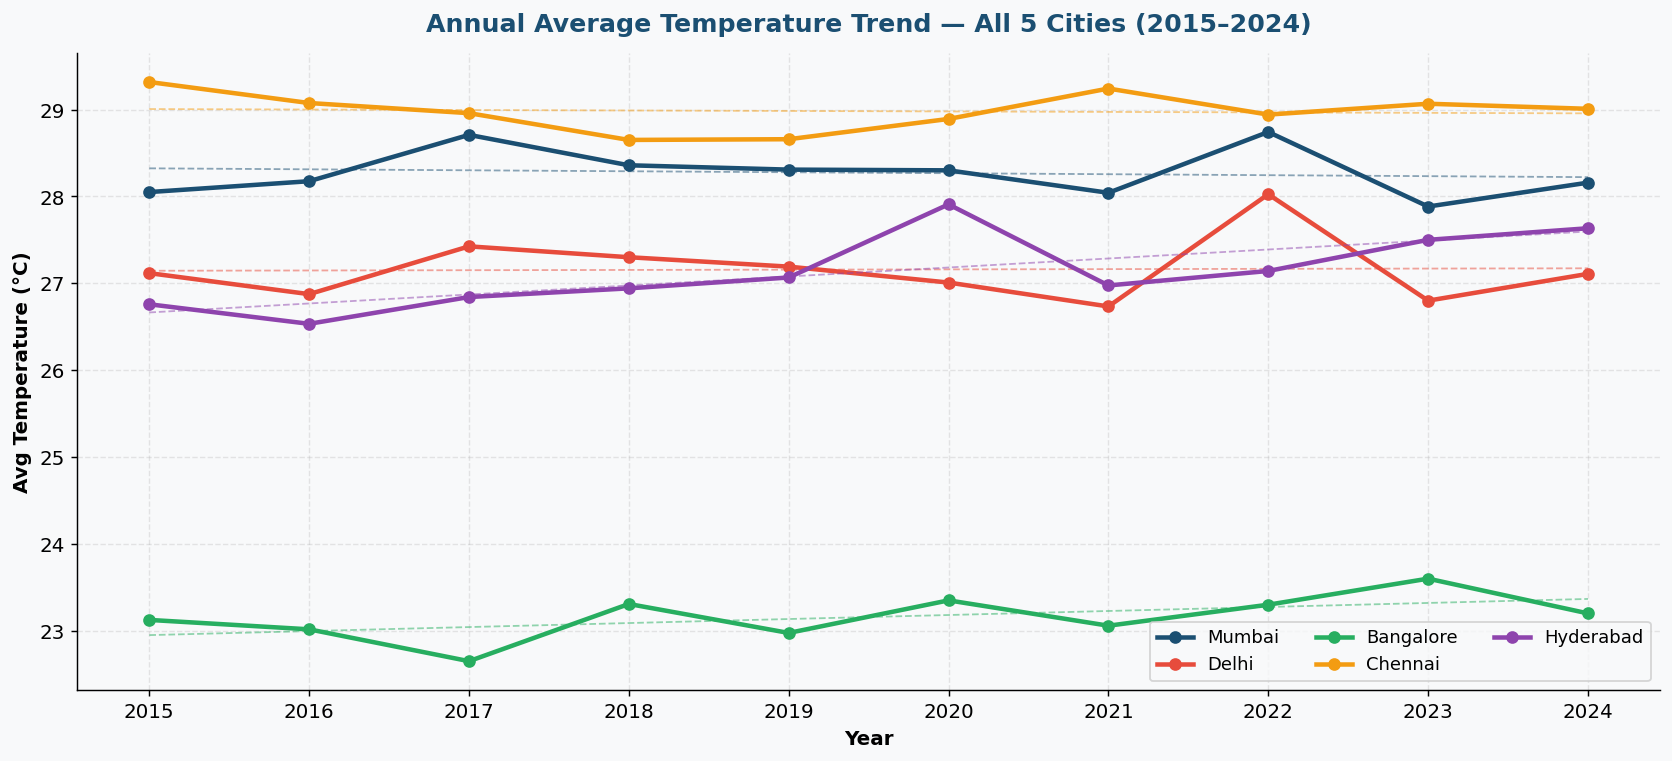 Annual Average Temperature Trend — All 5 Cities (2015–2024)
Avg Temperature (°C)
29
28
27
26
25
24
23
Mumbai
Delhi
Bangalore
Chennai
Hyderabad
2015 2016 2017 2018 2019 2020 2021 2022 2023 2024
Year